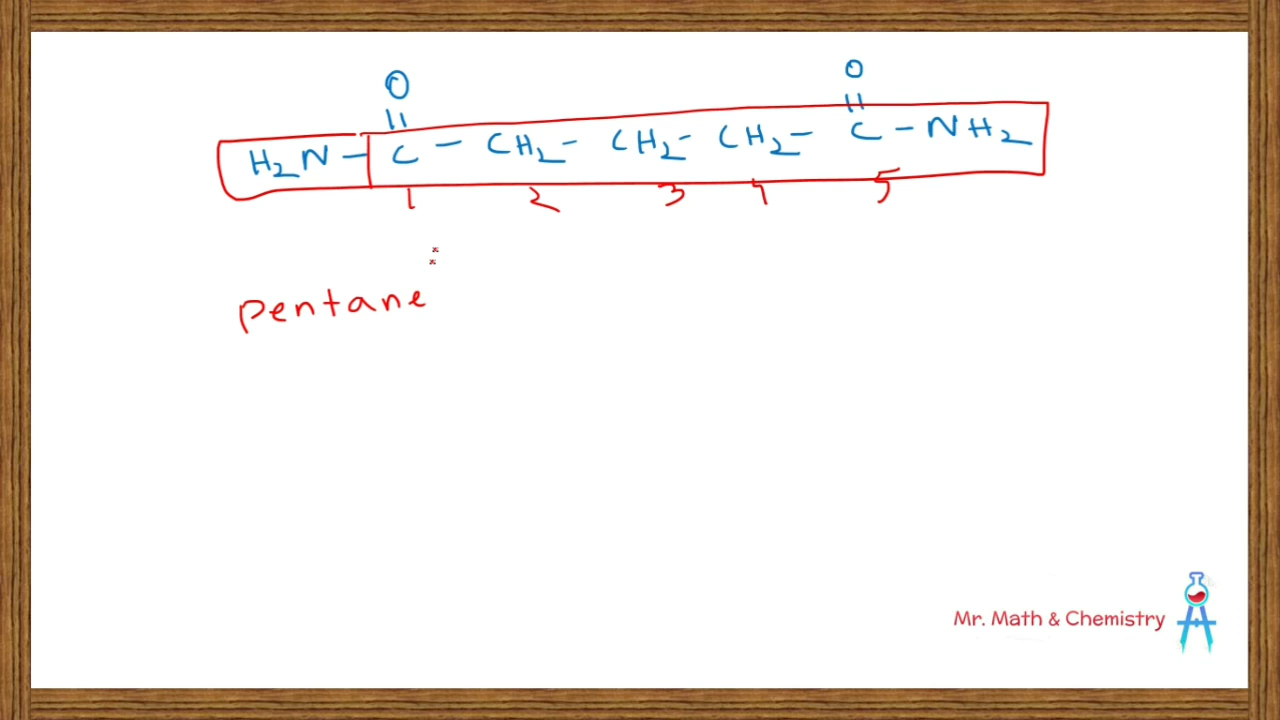 O O
|| ||
H2N – C – CH2 – CH2 – CH2 – C – NH2
1 2 3 4 5
pentane
Mr. Math & Chemistry